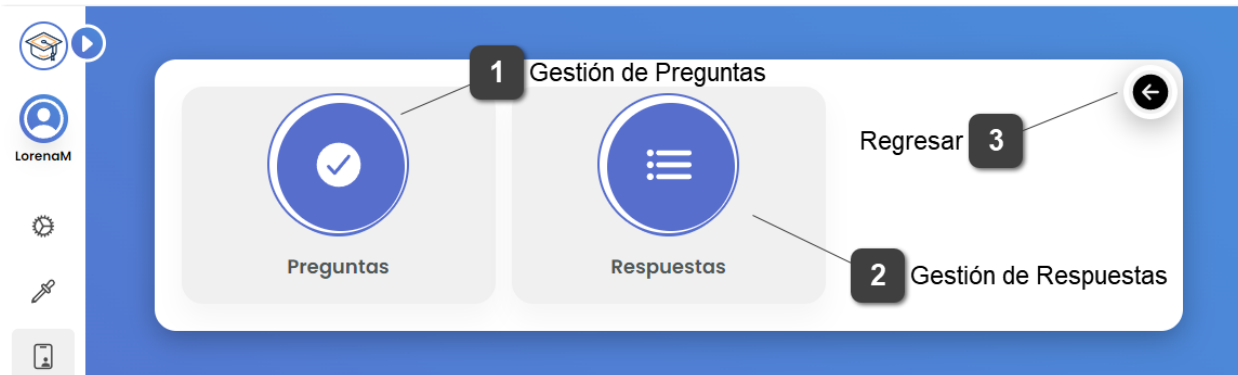 1 Gestión de Preguntas
Regresar 3
LorenaM
Preguntas
Respuestas
2 Gestión de Respuestas